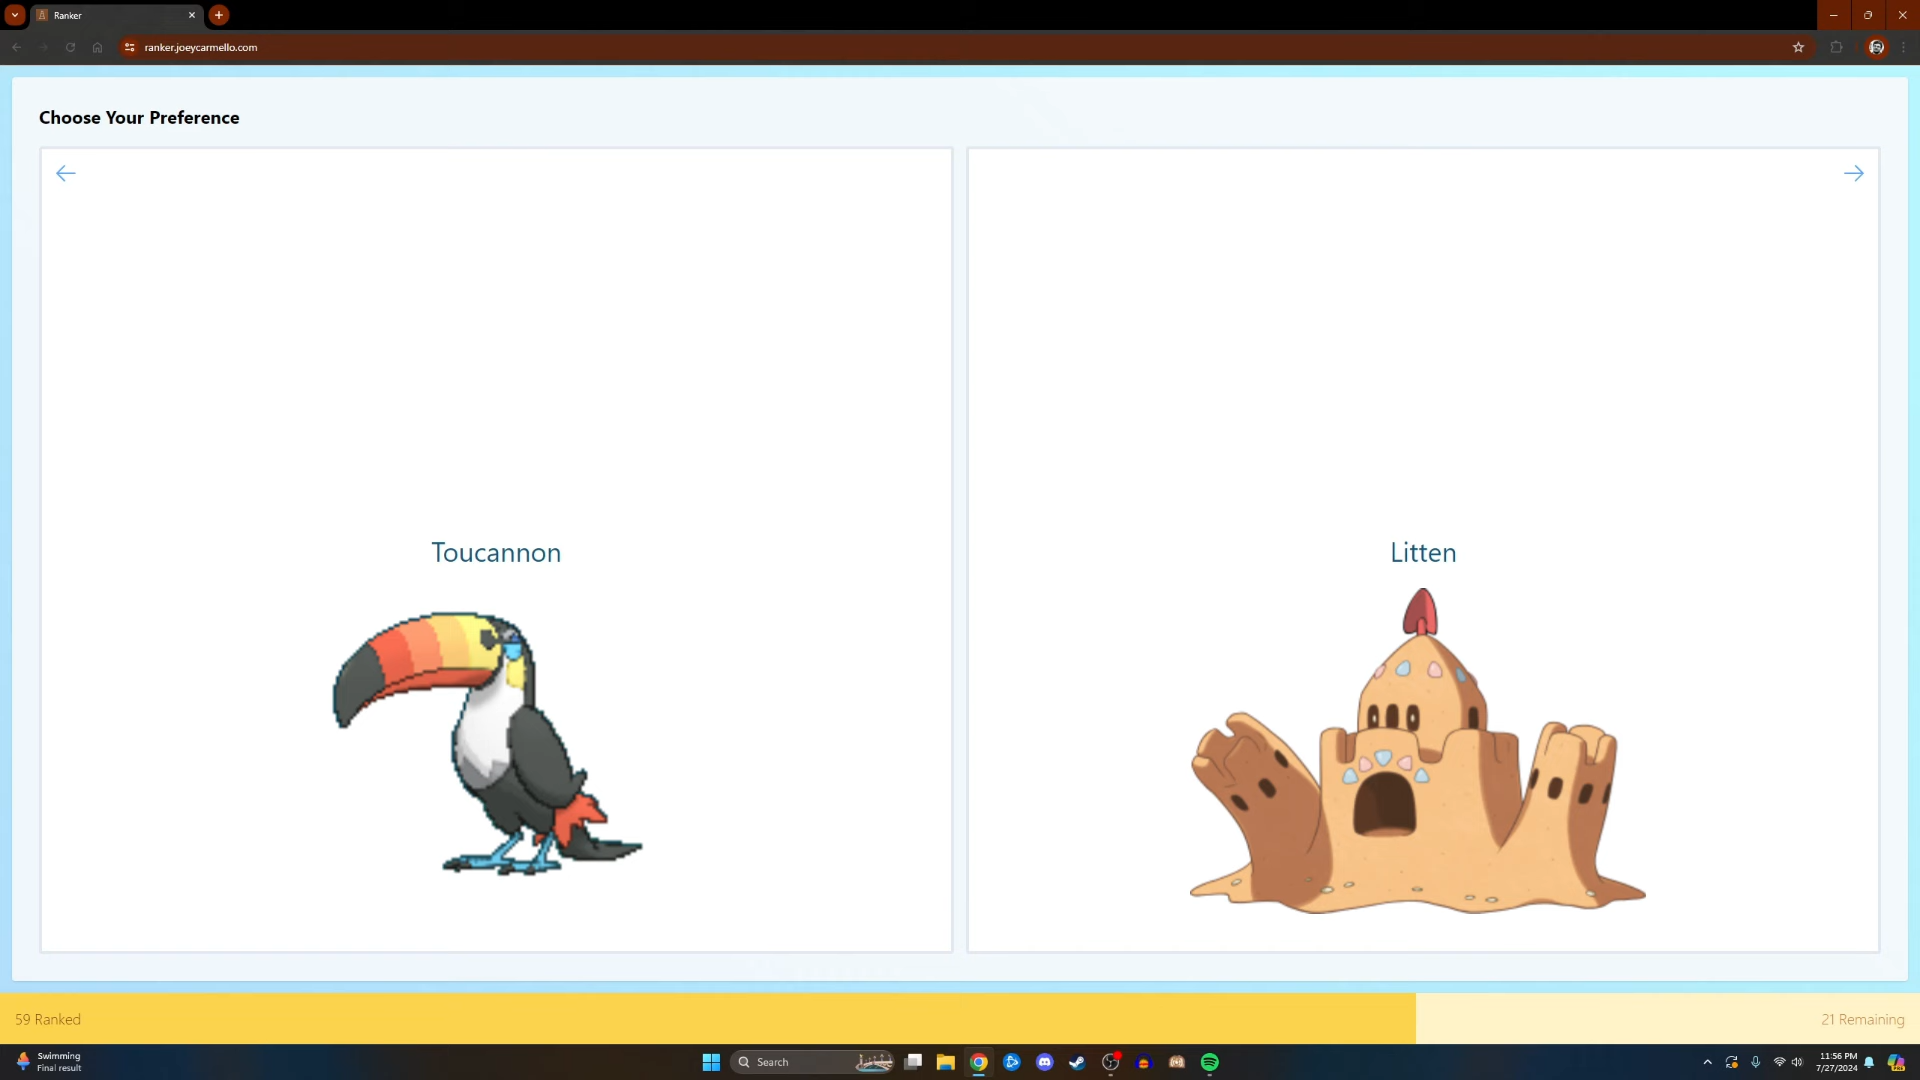 Ranker
ranker.joeycarmello.com
Choose Your Preference
Toucannon
Litten
59 Ranked
21 Remaining
Swimming
Final result
Search
11:56 PM
7/27/2024